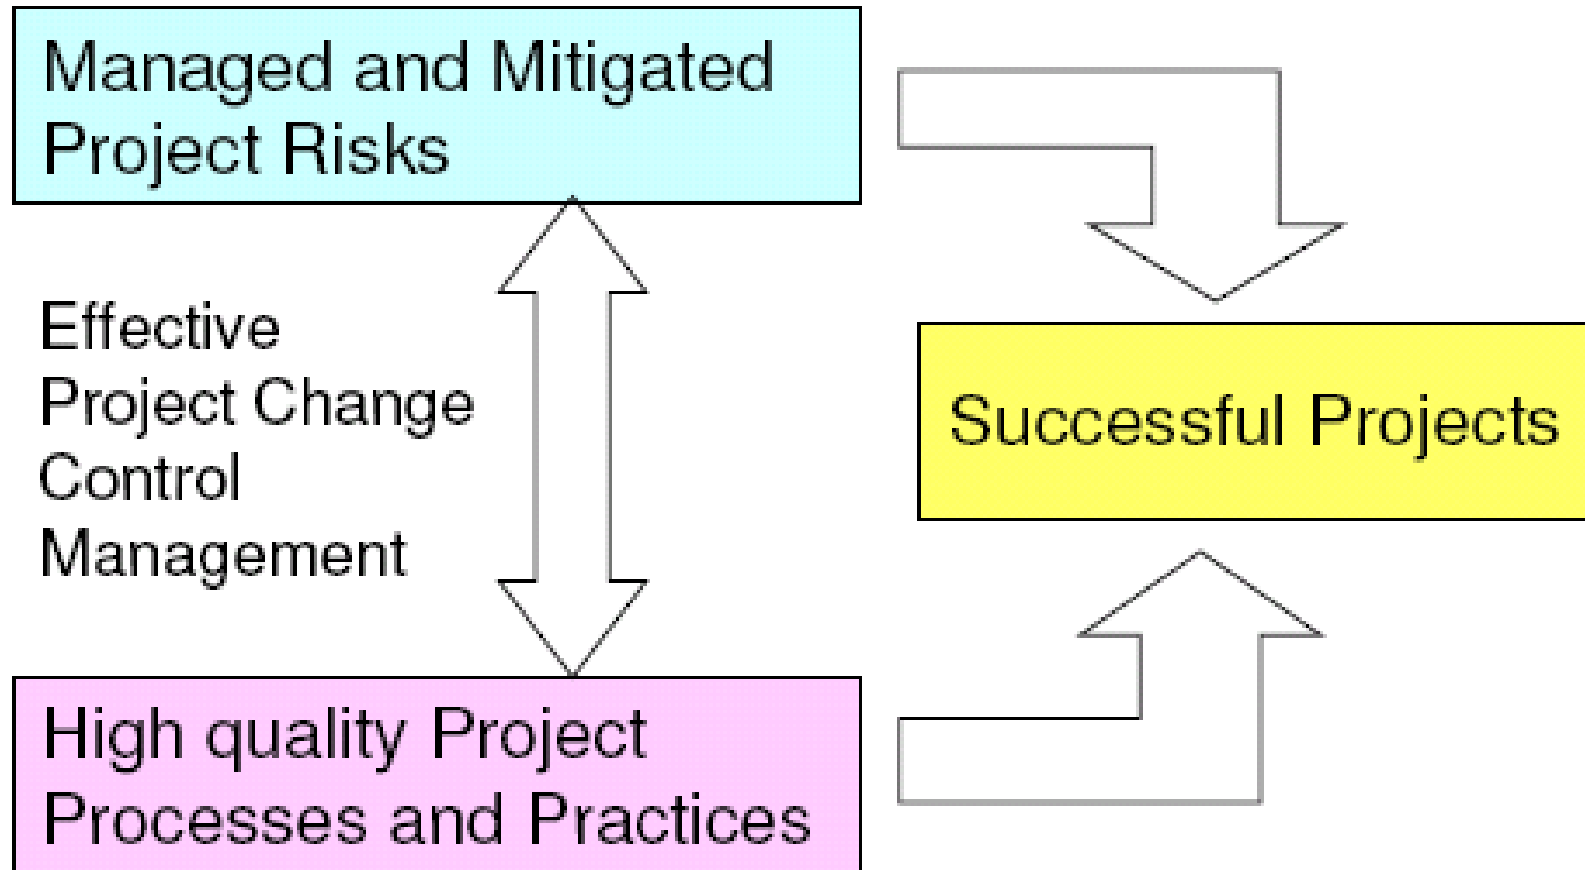 Managed and Mitigated
Project Risks
Effective
Project Change
Control
Management
Successful Projects
High quality Project
Processes and Practices